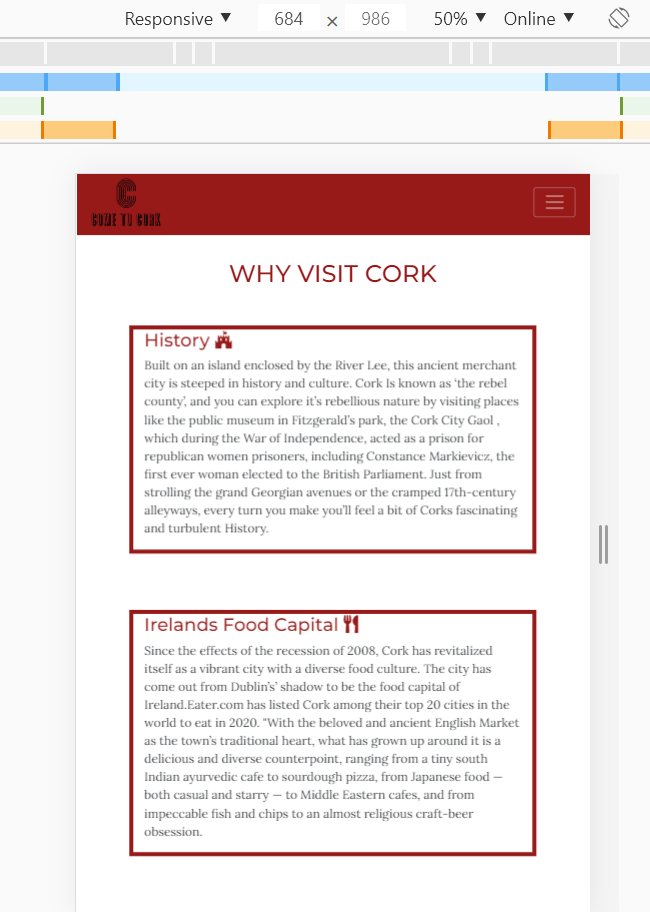 Responsive ▼ 684 × 986 50% ▼ Online ▼
C
COME TO CORK
WHY VISIT CORK
History
Built on an island enclosed by the River Lee, this ancient merchant
city is steeped in history and culture. Cork Is known as ‘the rebel
county’, and you can explore it’s rebellious nature by visiting places
like the public museum in Fitzgerald’s park, the Cork City Gaol ,
which during the War of Independence, acted as a prison for
republican women prisoners, including Constance Markievicz, the
first ever woman elected to the British Parliament. Just from
strolling the grand Georgian avenues or the cramped 17th-century
alleyways, every turn you make you’ll feel a bit of Corks fascinating
and turbulent History.
Irelands Food Capital
Since the effects of the recession of 2008, Cork has revitalized
itself as a vibrant city with a diverse food culture. The city has
come out from Dublin’s’ shadow to be the food capital of
Ireland.Eater.com has listed Cork among their top 20 cities in the
world to eat in 2020. “With the beloved and ancient English Market
as the town’s traditional heart, what has grown up around it is a
delicious and diverse counterpoint, ranging from a tiny south
Indian ayurvedic cafe to sourdough pizza, from Japanese food —
both casual and starry — to Middle Eastern cafes, and from
impeccable fish and chips to an almost religious craft-beer
obsession.